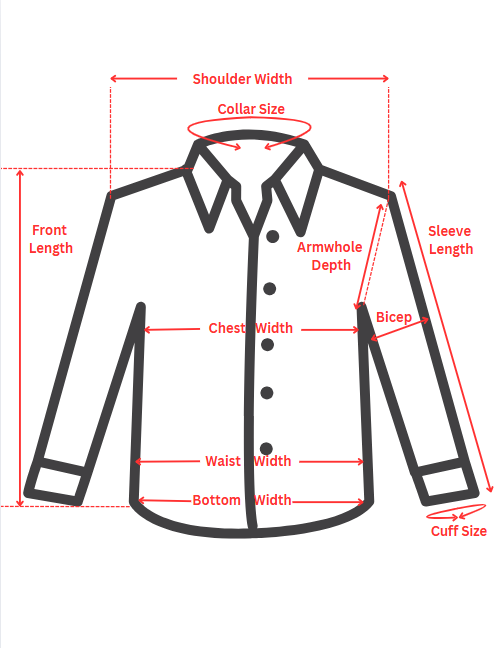 Shoulder Width
Collar Size
Front
Length
Sleeve
Length
Armwhole
Depth
Bicep
Chest Width
Waist Width
Bottom Width
Cuff Size